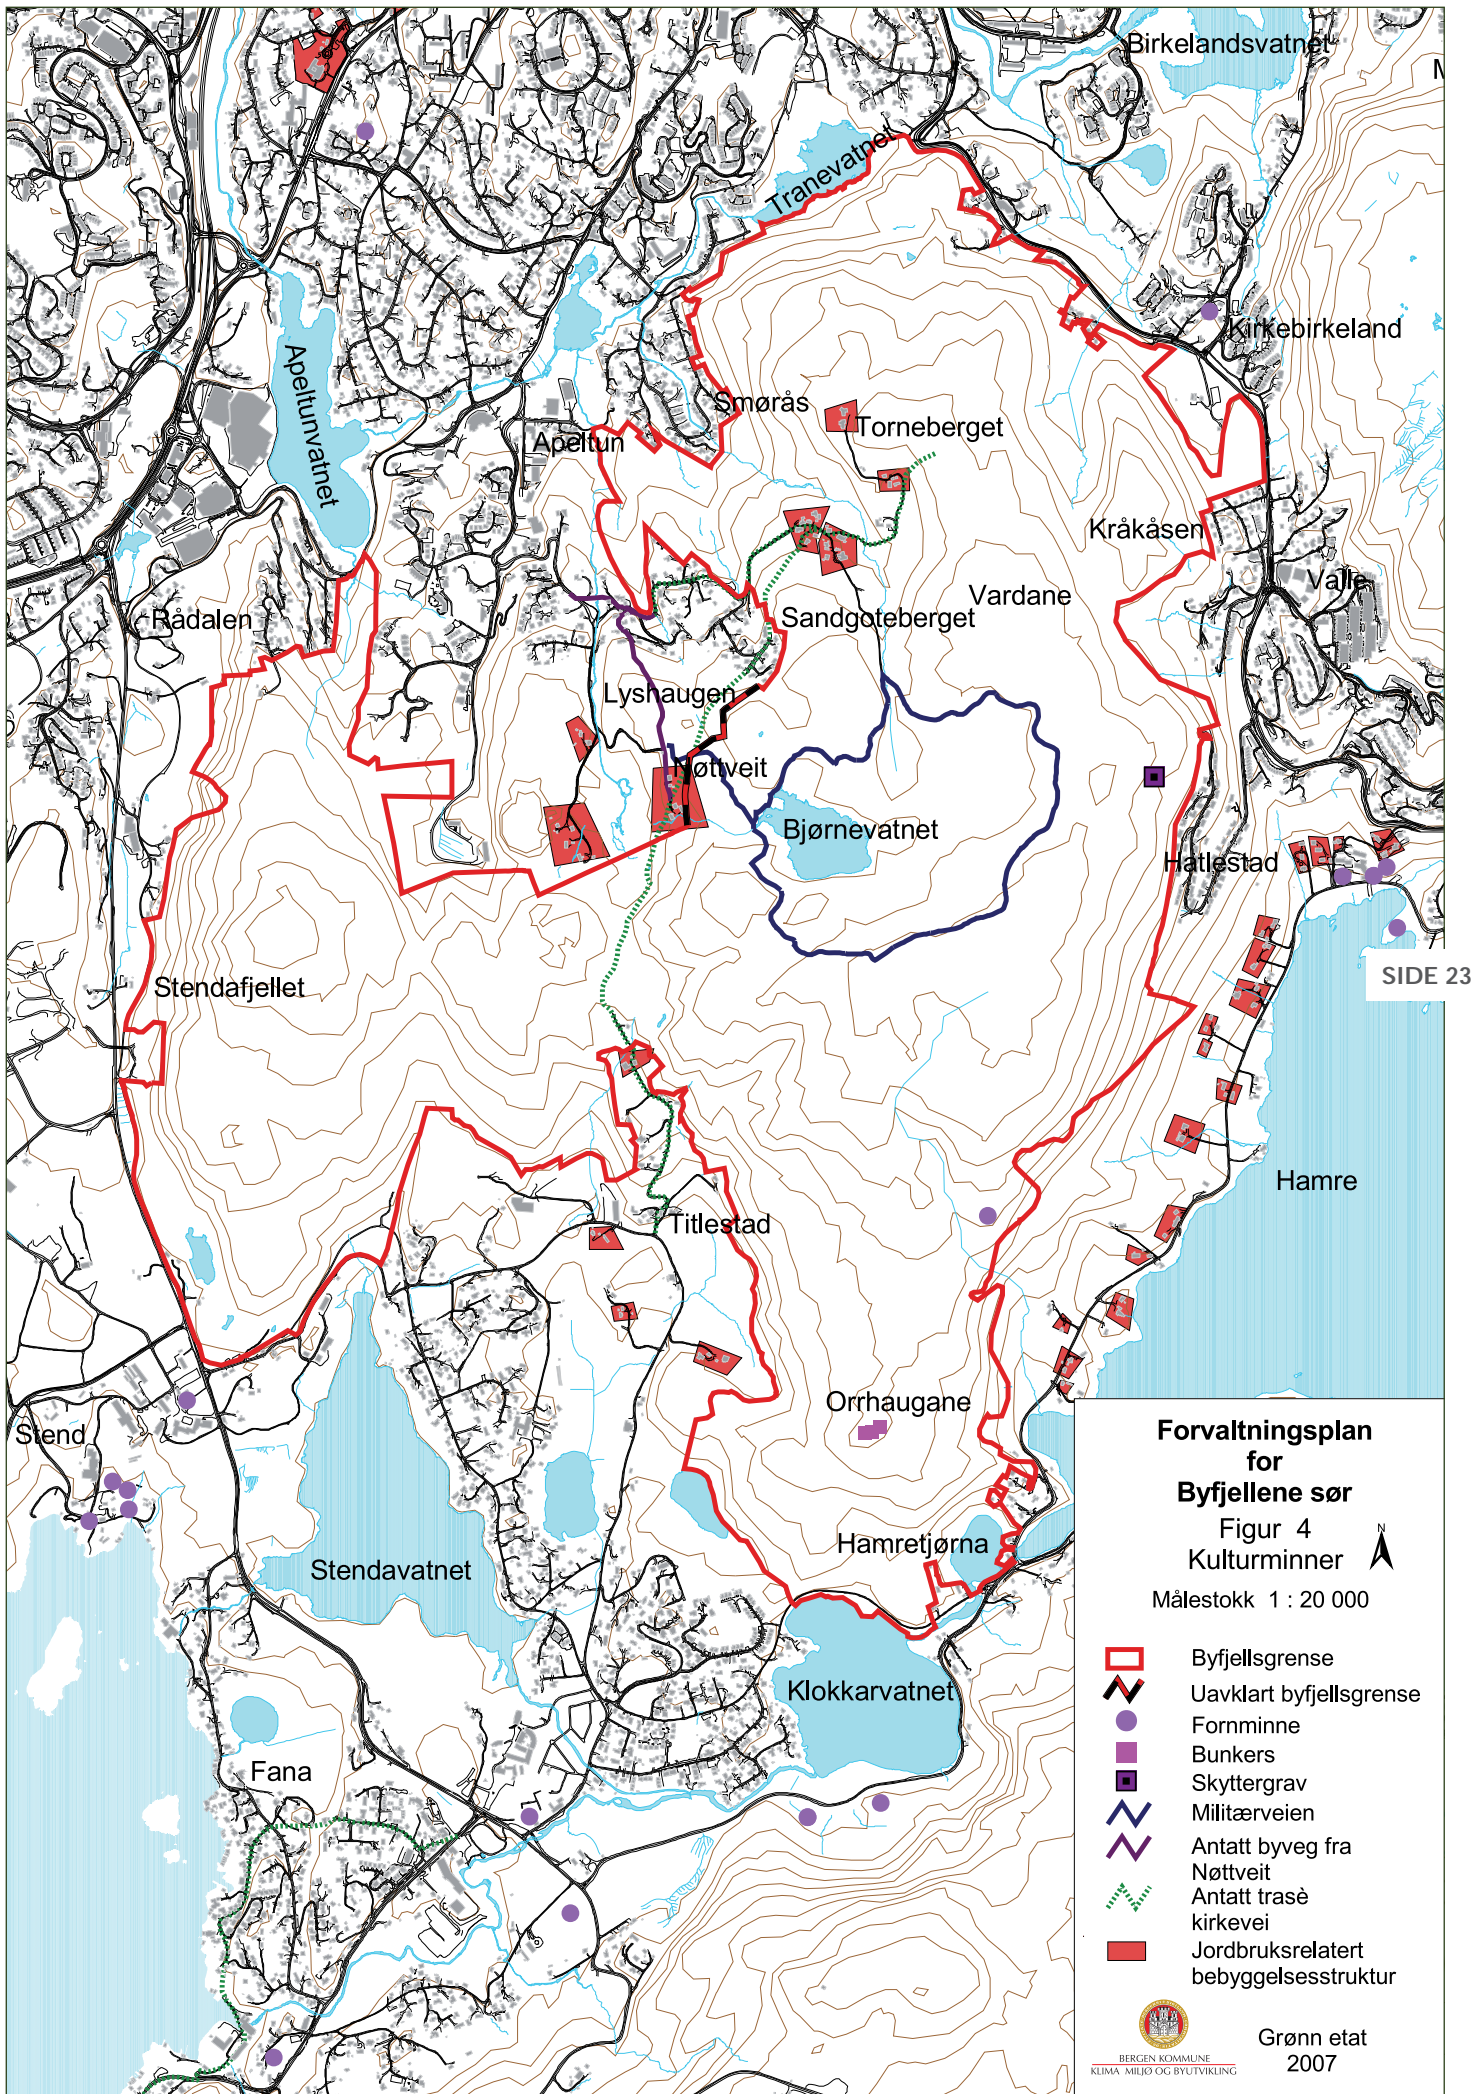 Birkelandsvatnet
M
Tranevatnet
Kirkebirkeland
Apeltunvatnet
Smørås
Torneberget
Apeltun
Kråkåsen
Valle
Vardane
Rådalen
Sandgoteberget
Lyshaugen
Nøttveit
Bjørnevatnet
Hatlestad
SIDE 23
Stendafjellet
Hamre
Titlestad
Orrhaugane
Stend
Hamretjørna
Stendavatnet
Klokkarvatnet
Fana
Forvaltningsplan
for
Byfjellene sør
Figur 4
Kulturminner
N
Målestokk 1 : 20 000
Byfjellsgrense
Uavklart byfjellsgrense
Fornminne
Bunkers
Skyttergrav
Militærveien
Antatt byveg fra
Nøttveit
Antatt trasè
kirkevei
Jordbruksrelatert
bebyggelsesstruktur
BERGEN KOMMUNE
KLIMA MILJØ OG BYUTVIKLING
Grønn etat
2007